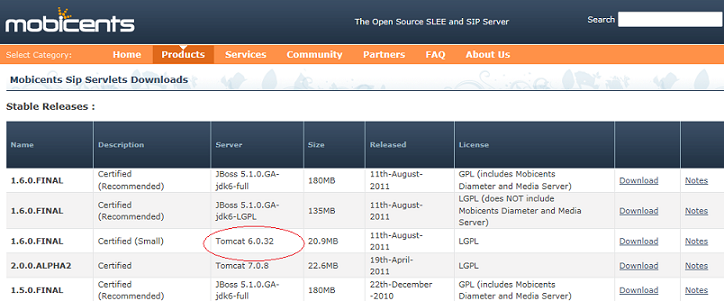 mobicents
The Open Source SLEE and SIP Server
Search
Select Category: Home Products Services Community Partners FAQ About Us
Mobicents Sip Servlets Downloads
Stable Releases :
Name Description Server Size Released License
1.6.0.FINAL Certified (Recommended) JBoss 5.1.0.GA-jdk6-full 180MB 11th-August-2011 GPL (includes Mobicents Diameter and Media Server) Download Notes
1.6.0.FINAL Certified (Recommended) JBoss 5.1.0.GA-jdk6-LGPL 135MB 11th-August-2011 LGPL (does NOT include Mobicents Diameter and Media Server) Download Notes
1.6.0.FINAL Certified (Small) Tomcat 6.0.32 20.9MB 11th-August-2011 LGPL Download Notes
2.0.0.ALPHA2 Certified Tomcat 7.0.8 22.6MB 19th-April-2011 LGPL Download Notes
1.5.0.FINAL Certified (Recommended) JBoss 5.1.0.GA-jdk6-full 180MB 22th-December-2010 GPL (includes Mobicents Diameter and Media Server) Download Notes